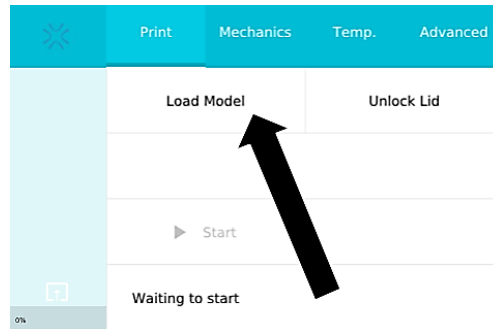 Print Mechanics Temp. Advanced
Load Model Unlock Lid
Start
Waiting to start
0%